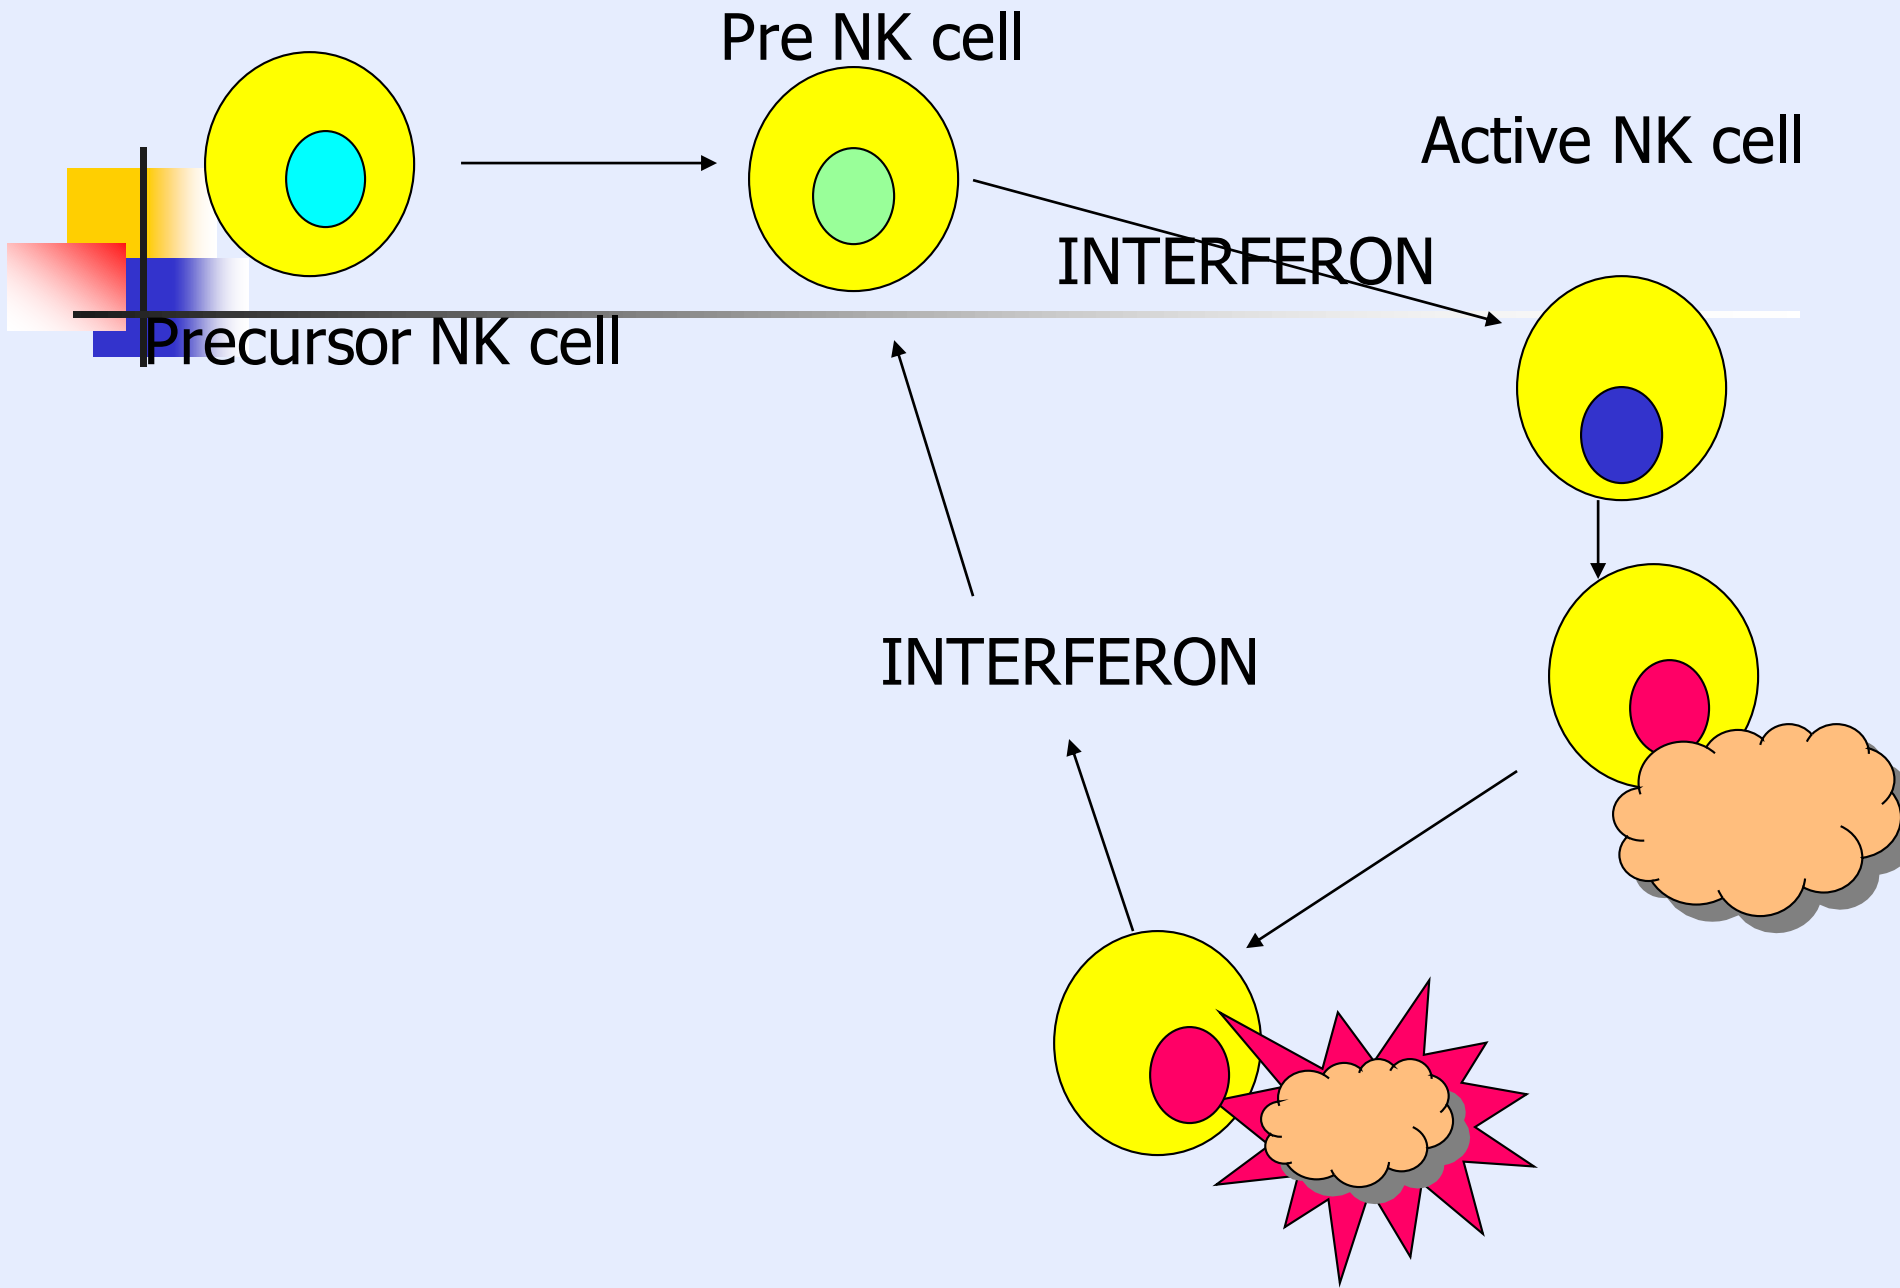 Pre NK cell
Active NK cell
INTERFERON
Precursor NK cell
INTERFERON